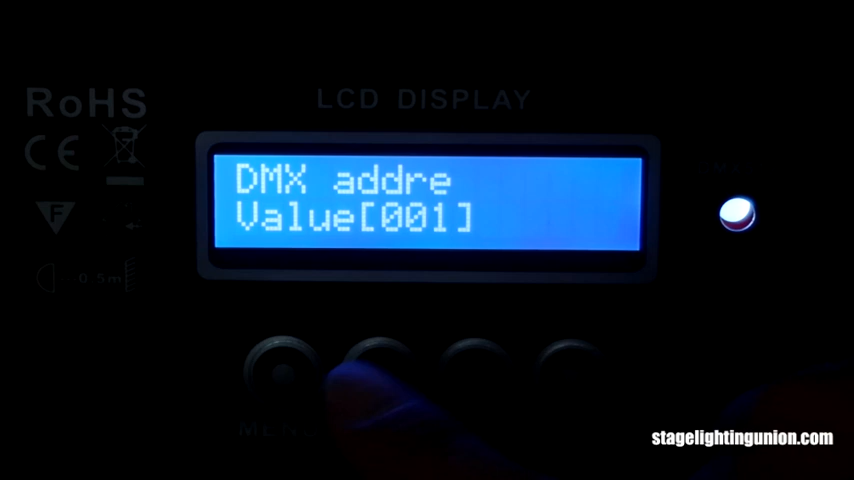 RoHS
LCD DISPLAY
CE
DMX addre
Value[001]
F
0.5m
MENU
stagelightingunion.com